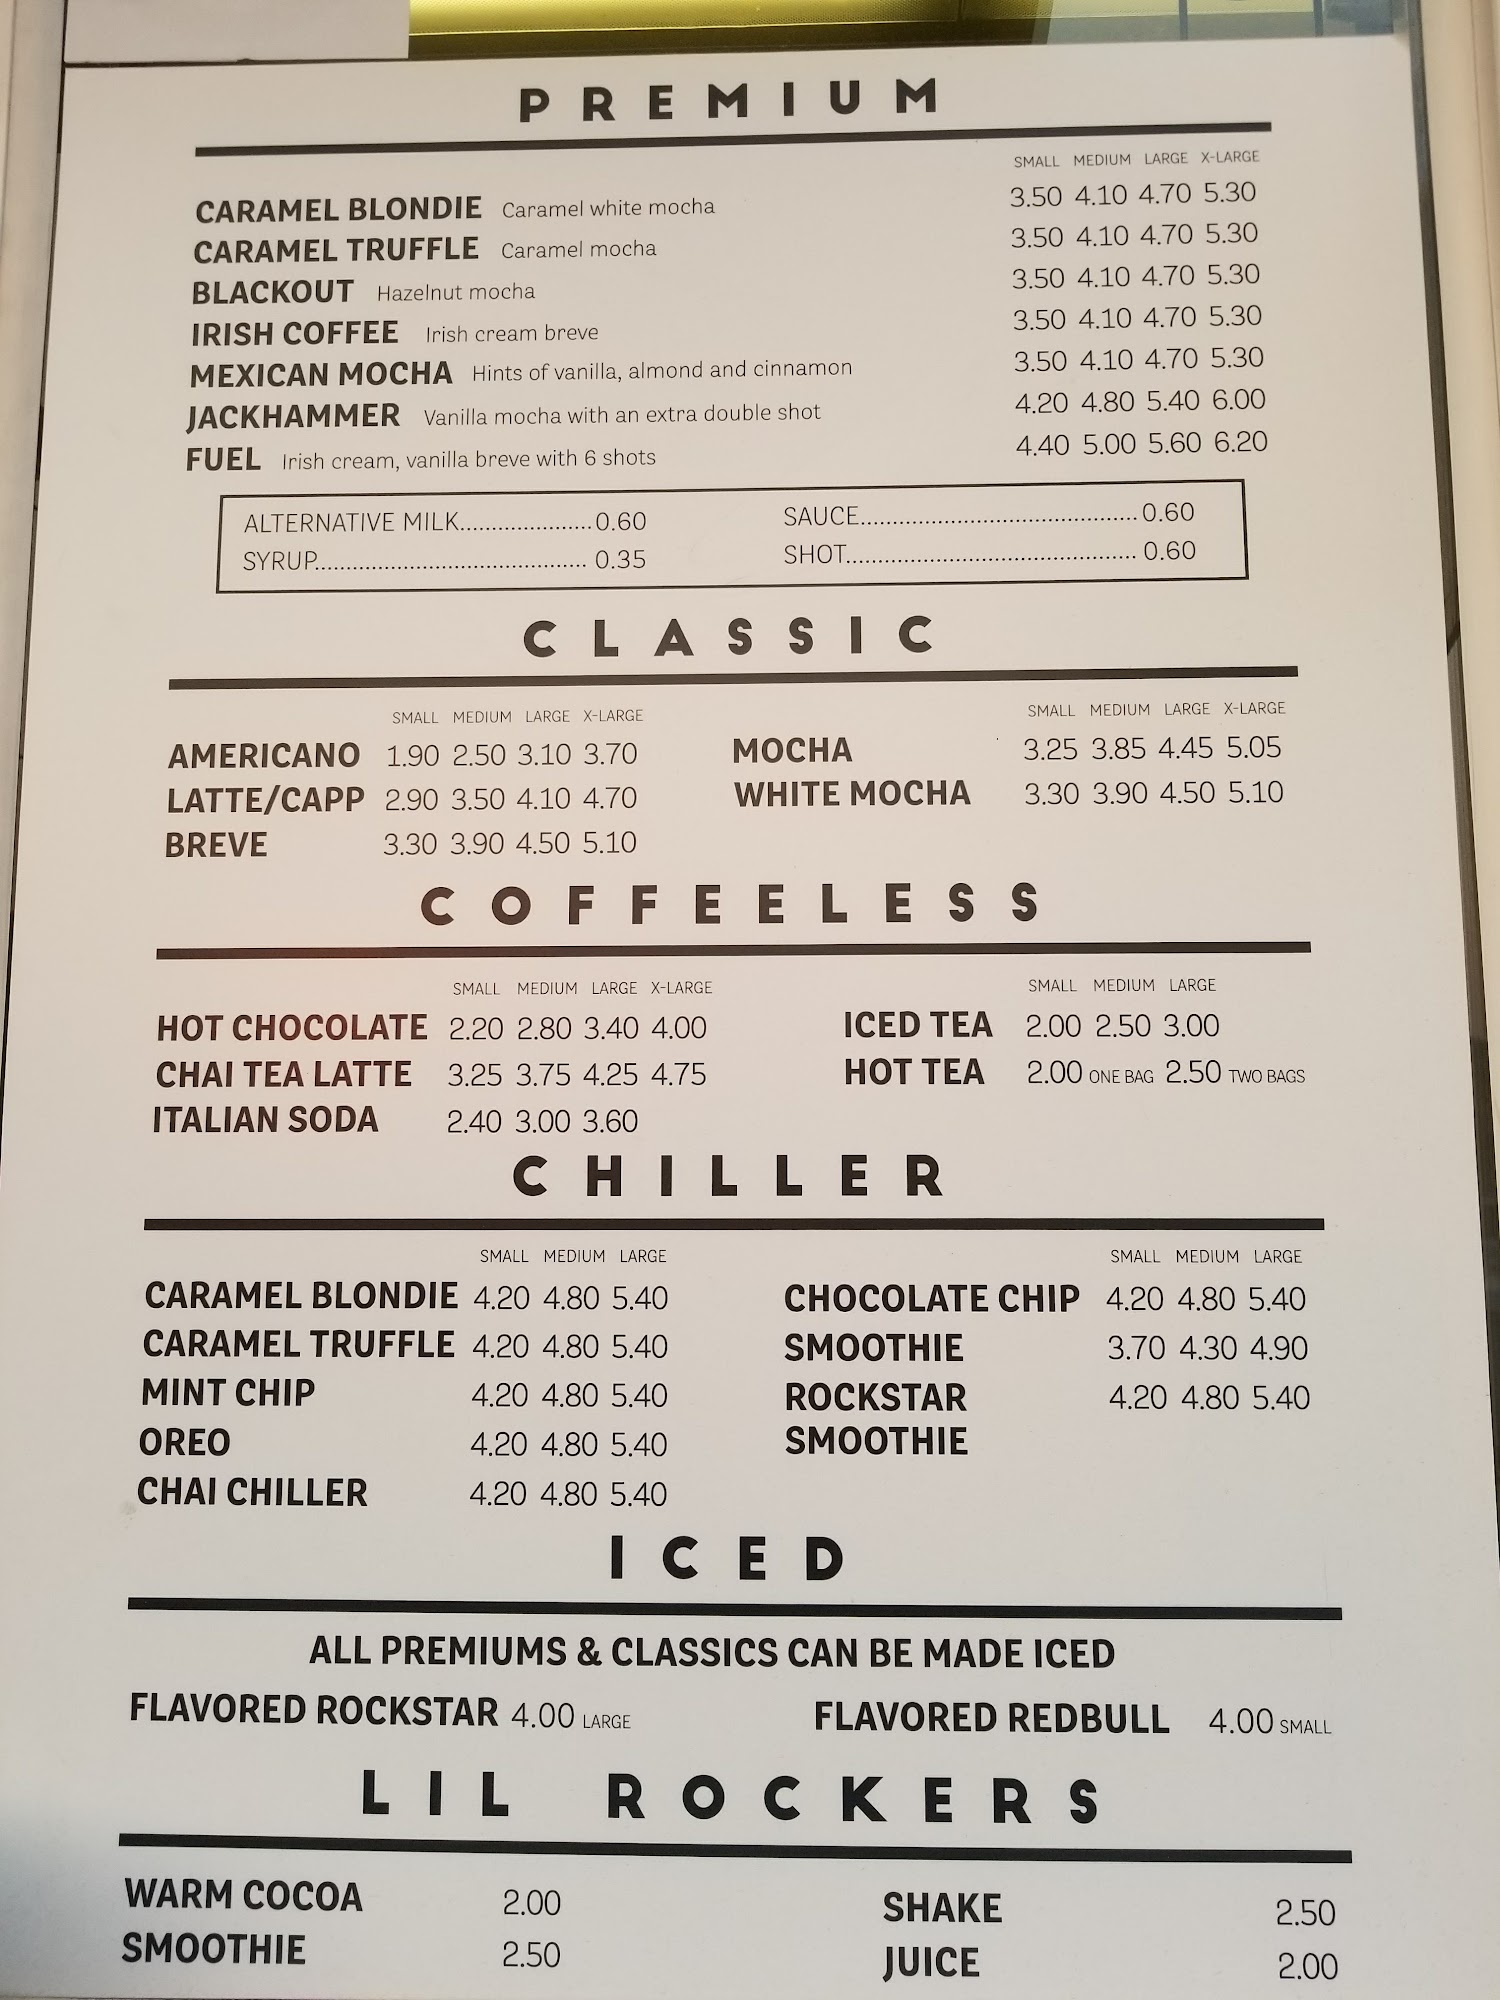 PREMIUM
SMALL MEDIUM LARGE X-LARGE
CARAMEL BLONDIE Caramel white mocha 3.50 4.10 4.70 5.30
CARAMEL TRUFFLE Caramel mocha 3.50 4.10 4.70 5.30
BLACKOUT Hazelnut mocha 3.50 4.10 4.70 5.30
IRISH COFFEE Irish cream breve 3.50 4.10 4.70 5.30
MEXICAN MOCHA Hints of vanilla, almond and cinnamon 3.50 4.10 4.70 5.30
JACKHAMMER Vanilla mocha with an extra double shot 4.20 4.80 5.40 6.00
FUEL Irish cream, vanilla breve with 6 shots 4.40 5.00 5.60 6.20
ALTERNATIVE MILK..................0.60 SAUCE.....................................0.60
SYRUP..................................... 0.35 SHOT....................................... 0.60
CLASSIC
SMALL MEDIUM LARGE X-LARGE SMALL MEDIUM LARGE X-LARGE
AMERICANO 1.90 2.50 3.10 3.70 MOCHA 3.25 3.85 4.45 5.05
LATTE/CAPP 2.90 3.50 4.10 4.70 WHITE MOCHA 3.30 3.90 4.50 5.10
BREVE 3.30 3.90 4.50 5.10
COFFEELESS
SMALL MEDIUM LARGE X-LARGE SMALL MEDIUM LARGE
HOT CHOCOLATE 2.20 2.80 3.40 4.00 ICED TEA 2.00 2.50 3.00
CHAI TEA LATTE 3.25 3.75 4.25 4.75 HOT TEA 2.00 ONE BAG 2.50 TWO BAGS
ITALIAN SODA 2.40 3.00 3.60
CHILLER
SMALL MEDIUM LARGE SMALL MEDIUM LARGE
CARAMEL BLONDIE 4.20 4.80 5.40 CHOCOLATE CHIP 4.20 4.80 5.40
CARAMEL TRUFFLE 4.20 4.80 5.40 SMOOTHIE 3.70 4.30 4.90
MINT CHIP 4.20 4.80 5.40 ROCKSTAR 4.20 4.80 5.40
OREO 4.20 4.80 5.40 SMOOTHIE
CHAI CHILLER 4.20 4.80 5.40
ICED
ALL PREMIUMS & CLASSICS CAN BE MADE ICED
FLAVORED ROCKSTAR 4.00 LARGE FLAVORED REDBULL 4.00 SMALL
LIL ROCKERS
WARM COCOA 2.00 SHAKE 2.50
SMOOTHIE 2.50 JUICE 2.00